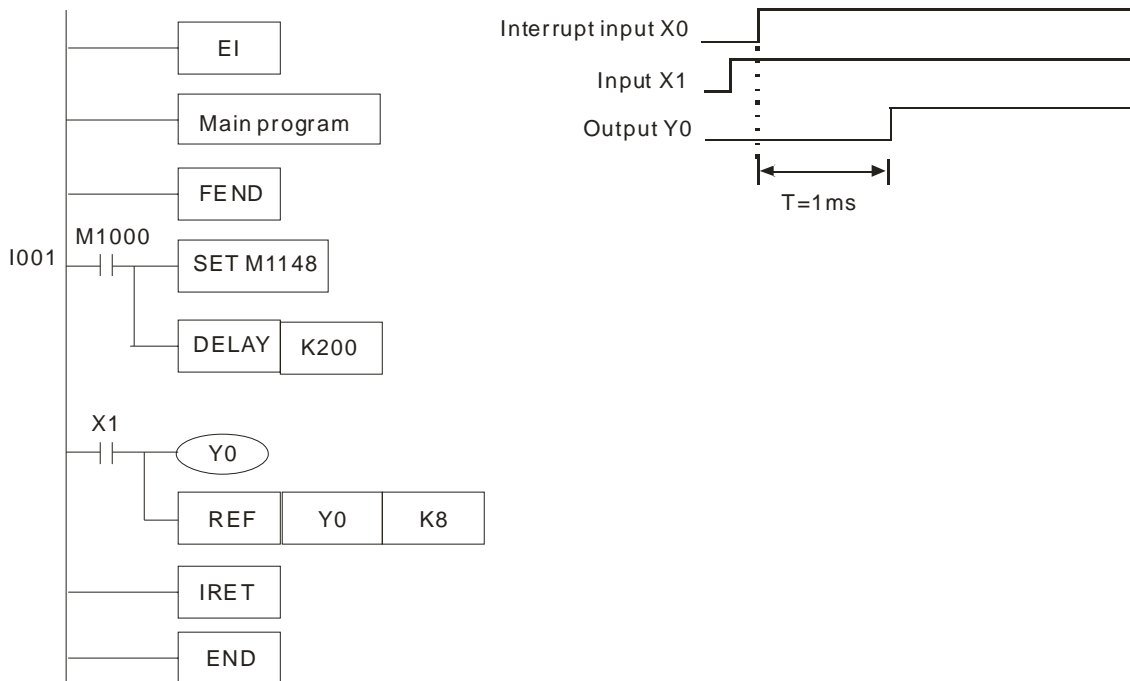 EI
Main program
FEND
M1000
I001
SET M1148
DELAY K200
X1
Y0
REF Y0 K8
IRET
END
Interrupt input X0
Input X1
Output Y0
T=1ms